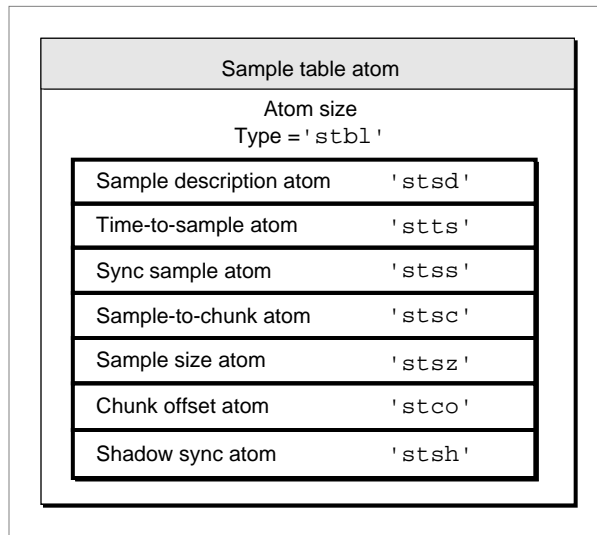 Sample table atom
Atom size
Type ='stbl'
Sample description atom 'stsd'
Time-to-sample atom 'stts'
Sync sample atom 'stss'
Sample-to-chunk atom 'stsc'
Sample size atom 'stsz'
Chunk offset atom 'stco'
Shadow sync atom 'stsh'